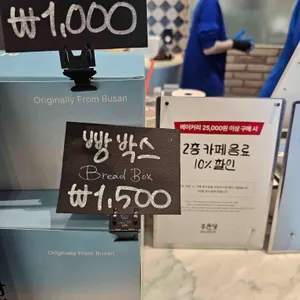 ₩1,000
Originally From Busan
빵 박스
Bread Box
₩1,500
Originally From Busan
베이커리 25,000원 이상 구매 시
2층 카페 음료
10% 할인